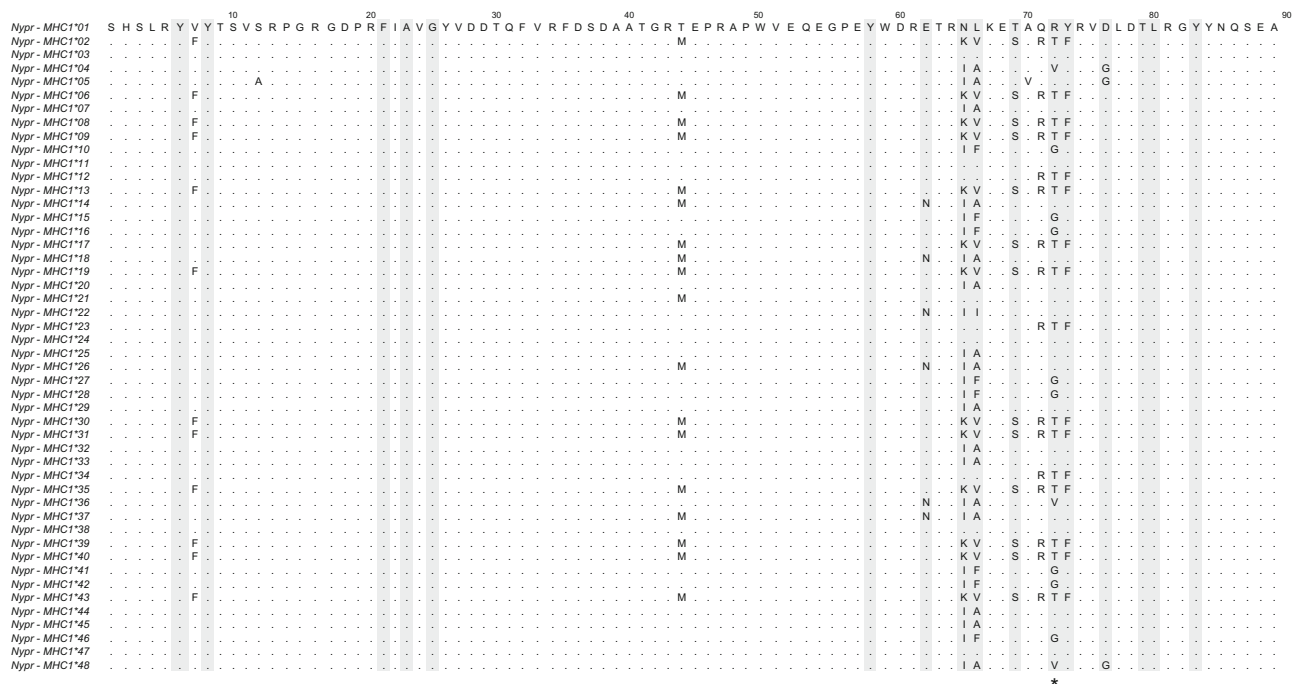 10 20 30 40 50 60 70 80 90
Nypr - MHC1*01 S H S L R Y V Y T S V S R P G R G D P R F I A V G Y V D D T Q F V R F D S D A A T G R T E P R A P W V E Q E G P E Y W D R E T R N L K E T A Q R Y R V D L D T L R G Y Y N Q S E A
Nypr - MHC1*02 F M K V S R T F
Nypr - MHC1*03
Nypr - MHC1*04 I A V G
Nypr - MHC1*05 A I A V G
Nypr - MHC1*06 F M K V S R T F
Nypr - MHC1*07 I A
Nypr - MHC1*08 F M K V S R T F
Nypr - MHC1*09 F M K V S R T F
Nypr - MHC1*10 I F G
Nypr - MHC1*11
Nypr - MHC1*12 R T F
Nypr - MHC1*13 F M K V S R T F
Nypr - MHC1*14 M N I A
Nypr - MHC1*15 I F G
Nypr - MHC1*16 I F G
Nypr - MHC1*17 M K V S R T F
Nypr - MHC1*18 M N I A
Nypr - MHC1*19 F M K V S R T F
Nypr - MHC1*20 I A
Nypr - MHC1*21 M
Nypr - MHC1*22 N I I
Nypr - MHC1*23 R T F
Nypr - MHC1*24
Nypr - MHC1*25 I A
Nypr - MHC1*26 M N I A
Nypr - MHC1*27 I F G
Nypr - MHC1*28 I F G
Nypr - MHC1*29 I A
Nypr - MHC1*30 F M K V S R T F
Nypr - MHC1*31 F M K V S R T F
Nypr - MHC1*32 I A
Nypr - MHC1*33 I A
Nypr - MHC1*34 R T F
Nypr - MHC1*35 F M K V S R T F
Nypr - MHC1*36 N I A V
Nypr - MHC1*37 M N I A
Nypr - MHC1*38
Nypr - MHC1*39 F M K V S R T F
Nypr - MHC1*40 F M K V S R T F
Nypr - MHC1*41 I F G
Nypr - MHC1*42 I F G
Nypr - MHC1*43 F M K V S R T F
Nypr - MHC1*44 I A
Nypr - MHC1*45 I A
Nypr - MHC1*46 I F G
Nypr - MHC1*47
Nypr - MHC1*48 I A V G
*